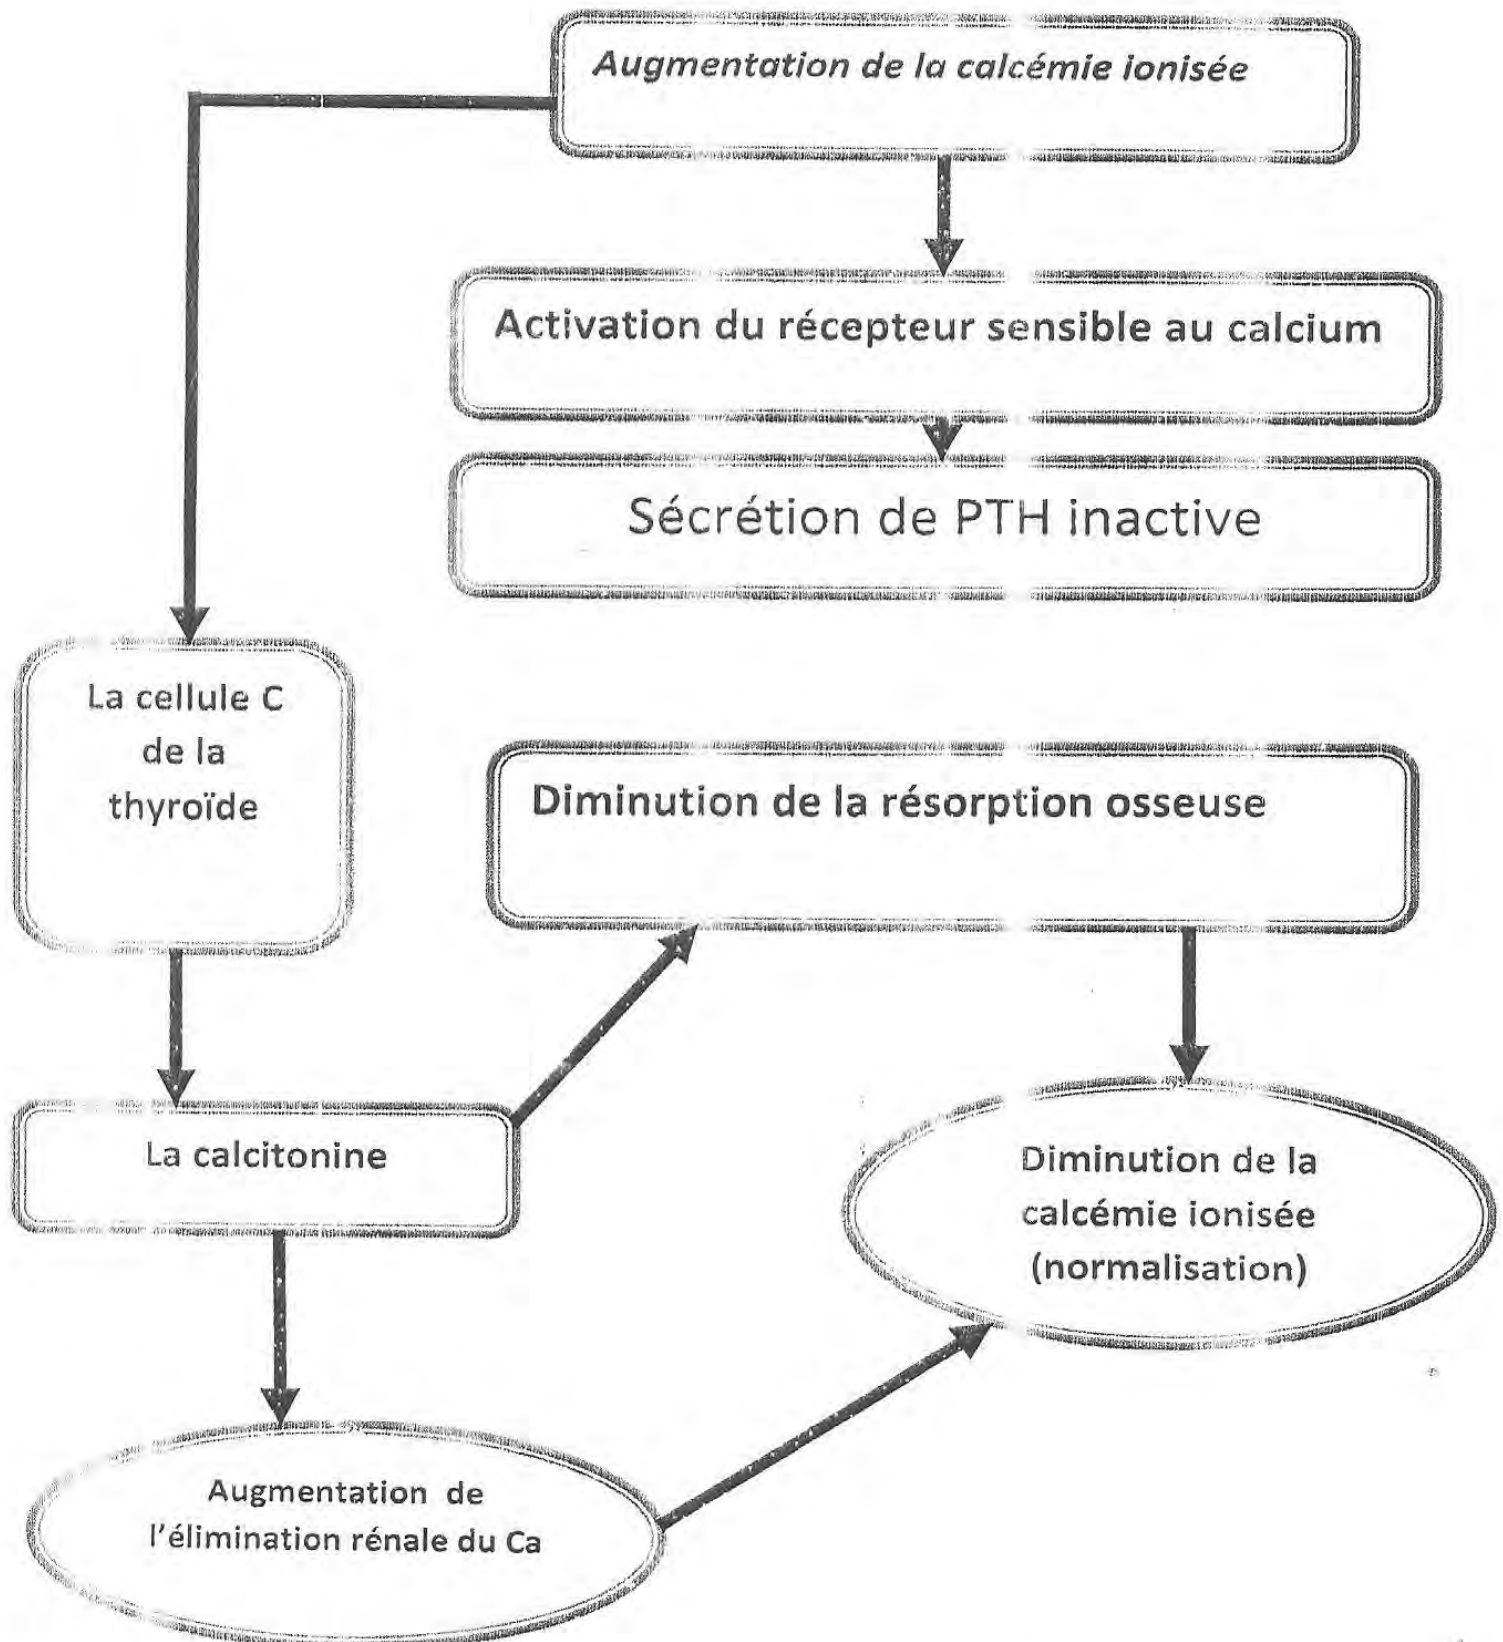 Augmentation de la calcémie ionisée
Activation du récepteur sensible au calcium
Sécrétion de PTH inactive
La cellule C
de la
thyroïde
Diminution de la résorption osseuse
La calcitonine
Diminution de la
calcémie ionisée
(normalisation)
Augmentation de
l'élimination rénale du Ca